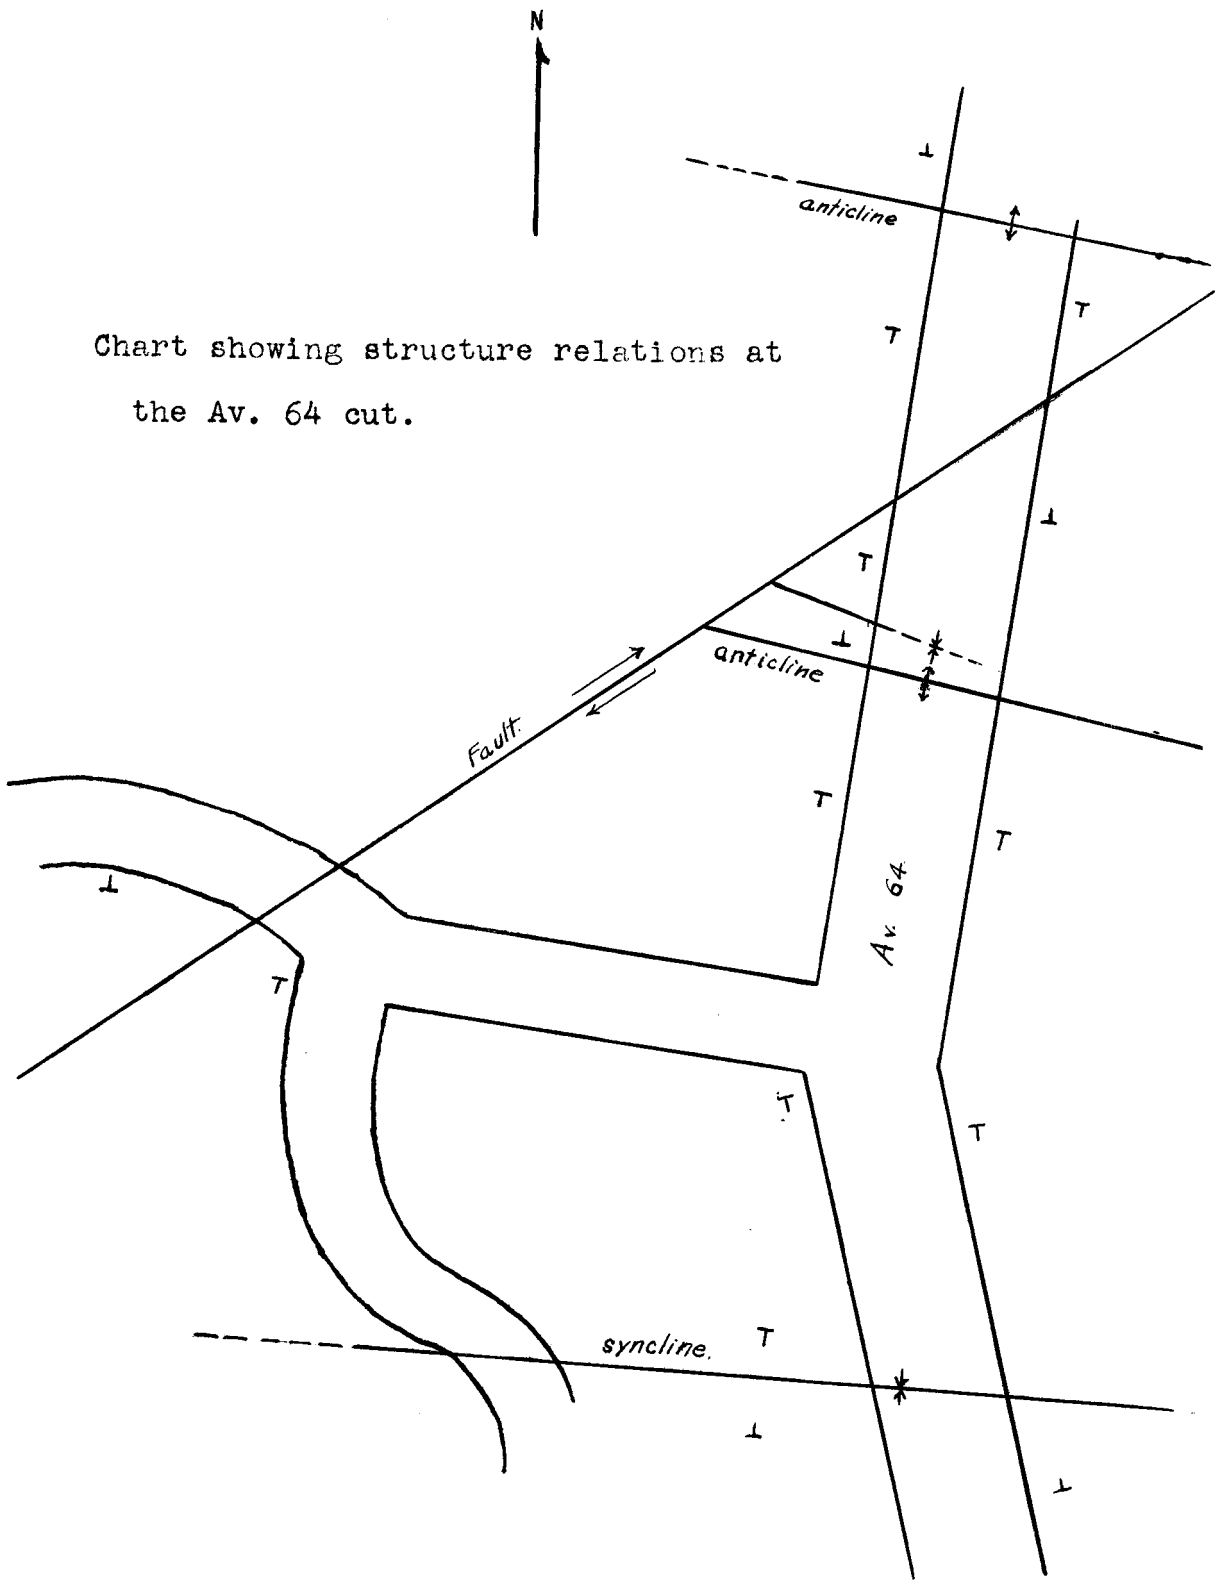 N
anticline
Chart showing structure relations at
the Av. 64 cut.
anticline
Fault.
Av. 64
syncline.